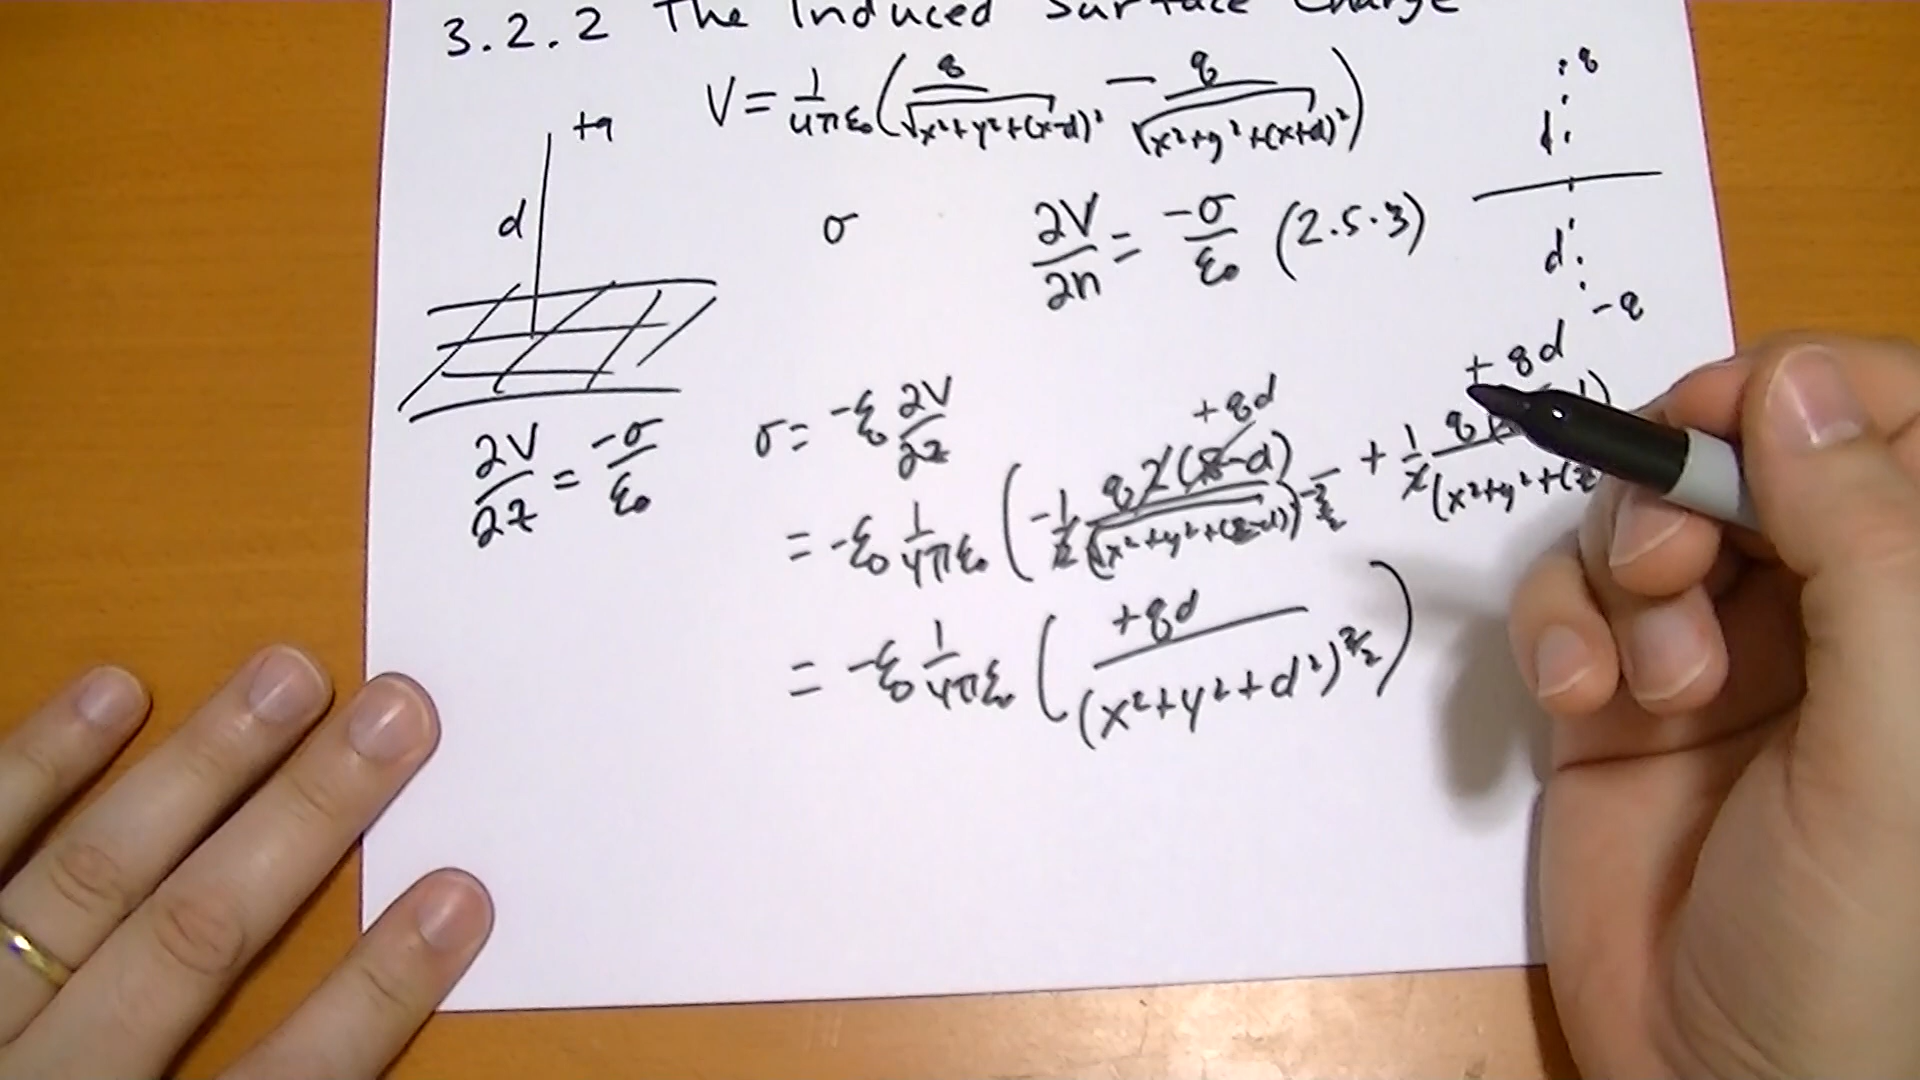 3.2.2 The Induced Surface Charge
V = 1/4πε₀ ( q/√x²+y²+(x-d)² - q/√x²+y²+(x+d)² )
+q
d
q
d
d
-q
σ
∂V/∂n = -σ/ε₀ (2.5.3)
∂V/∂z = -σ/ε₀
σ = -ε₀ ∂V/∂z
+qd
+qd
= -ε₀ 1/4πε₀ ( -1/2 q2(z-d)/(√x²+y²+(z-d)²) + 1/2 q / (x²+y²+(z
= -ε₀ 1/4πε₀ ( +qd/(x²+y²+d²)^3/2 )